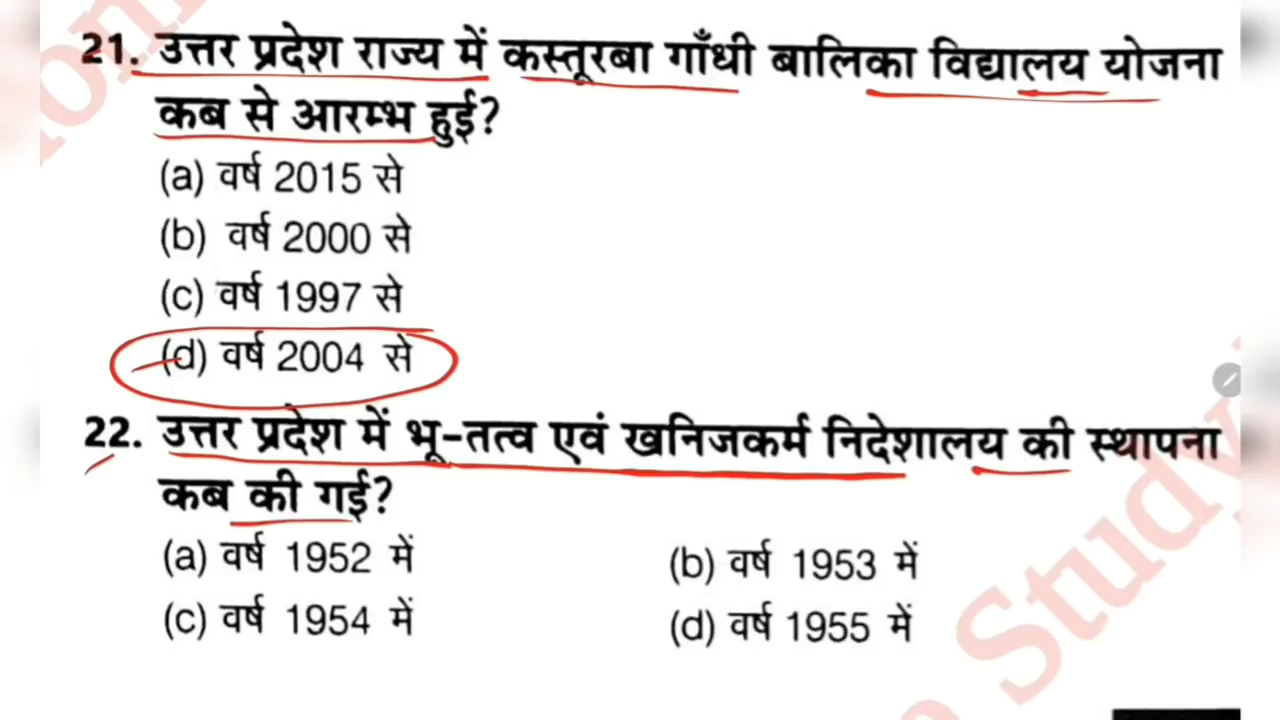 21. उत्तर प्रदेश राज्य में कस्तूरबा गाँधी बालिका विद्यालय योजना
कब से आरम्भ हुई?
(a) वर्ष 2015 से
(b) वर्ष 2000 से
(c) वर्ष 1997 से
(d) वर्ष 2004 से
22. उत्तर प्रदेश में भू-तत्व एवं खनिजकर्म निदेशालय की स्थापना
कब की गई?
(a) वर्ष 1952 में (b) वर्ष 1953 में
(c) वर्ष 1954 में (d) वर्ष 1955 में
Study